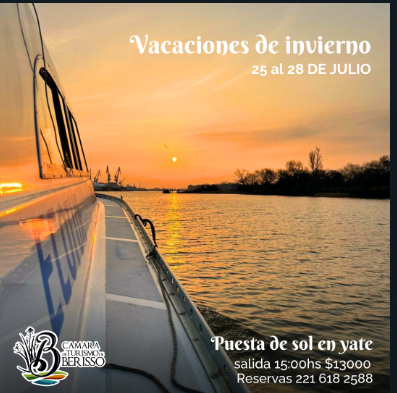 Vacaciones de invierno
25 al 28 DE JULIO
Puesta de sol en yate
salida 15:00hs $13000
Reservas 221 618 2588
CAMARA
DE TURISMO DE
BERISSO